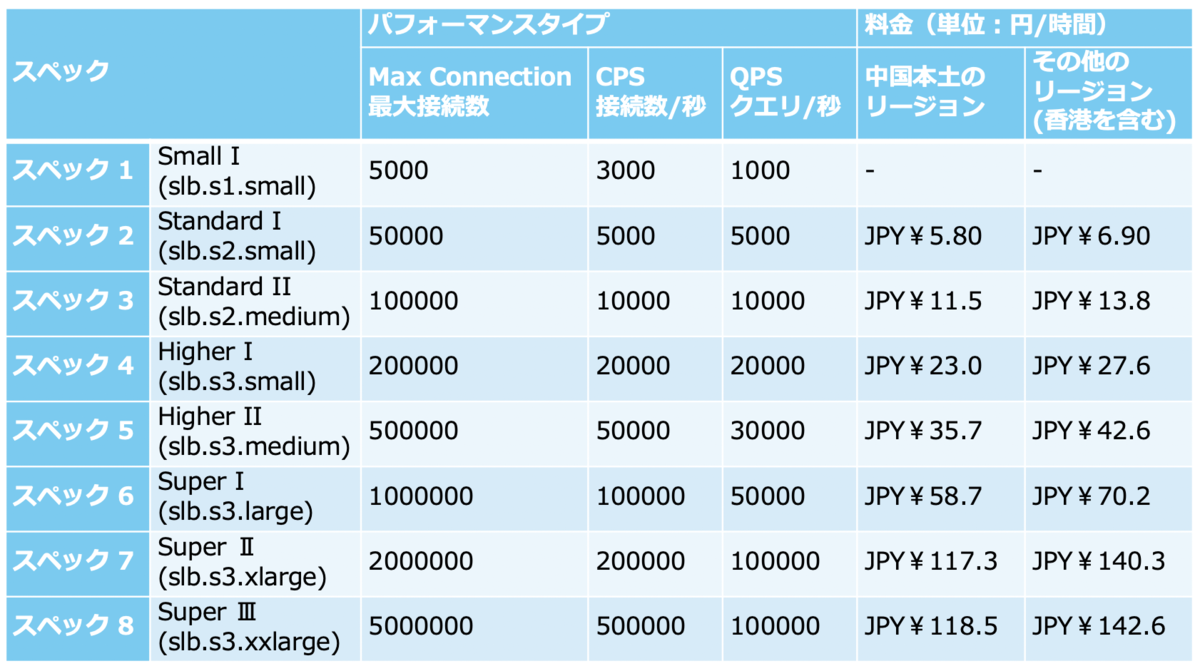 スペック
パフォーマンスタイプ
料金（単位：円/時間）
Max Connection
最大接続数
CPS
接続数/秒
QPS
クエリ/秒
中国本土の
リージョン
その他の
リージョン
(香港を含む)
スペック 1
Small Ⅰ
(slb.s1.small)
5000
3000
1000
-
-
スペック 2
Standard Ⅰ
(slb.s2.small)
50000
5000
5000
JPY￥5.80
JPY￥6.90
スペック 3
Standard II
(slb.s2.medium)
100000
10000
10000
JPY￥11.5
JPY￥13.8
スペック 4
Higher Ⅰ
(slb.s3.small)
200000
20000
20000
JPY￥23.0
JPY￥27.6
スペック 5
Higher Ⅱ
(slb.s3.medium)
500000
50000
30000
JPY￥35.7
JPY￥42.6
スペック 6
Super Ⅰ
(slb.s3.large)
1000000
100000
50000
JPY￥58.7
JPY￥70.2
スペック 7
Super Ⅱ
(slb.s3.xlarge)
2000000
200000
100000
JPY￥117.3
JPY￥140.3
スペック 8
Super Ⅲ
(slb.s3.xxlarge)
5000000
500000
100000
JPY￥118.5
JPY￥142.6